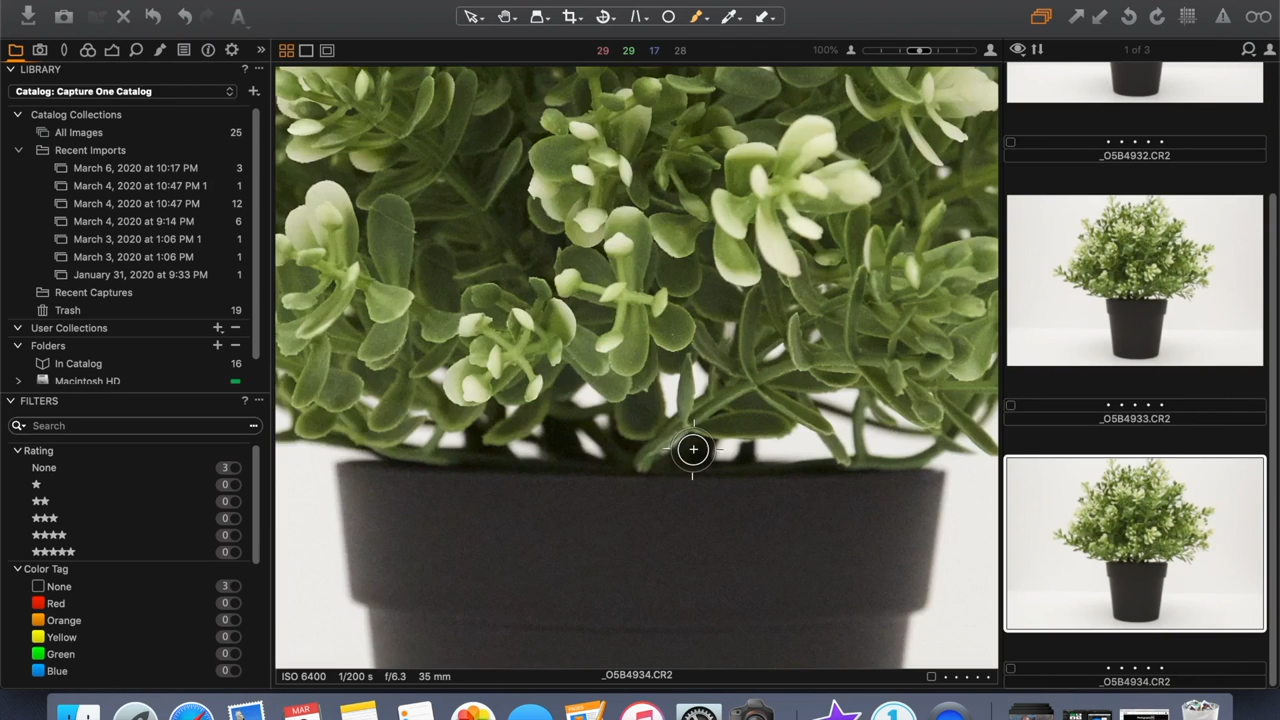 A
29 29 17 28
100%
1 of 3
LIBRARY ? ···
Catalog: Capture One Catalog
Catalog Collections
All Images 25
Recent Imports
March 6, 2020 at 10:17 PM 3
March 4, 2020 at 10:47 PM 1 1
March 4, 2020 at 10:47 PM 12
March 4, 2020 at 9:14 PM 6
March 3, 2020 at 1:06 PM 1 1
March 3, 2020 at 1:06 PM 1
January 31, 2020 at 9:33 PM 1
Recent Captures
Trash 19
User Collections
Folders
In Catalog 16
Macintosh HD
FILTERS ? ···
Search
Rating
None 3
★ 0
★★ 0
★★★ 0
★★★★ 0
★★★★★ 0
Color Tag
None 3
Red 0
Orange 0
Yellow 0
Green 0
Blue 0
ISO 6400 1/200 s f/6.3 35 mm
_O5B4934.CR2
_O5B4932.CR2
_O5B4933.CR2
_O5B4934.CR2
MAR